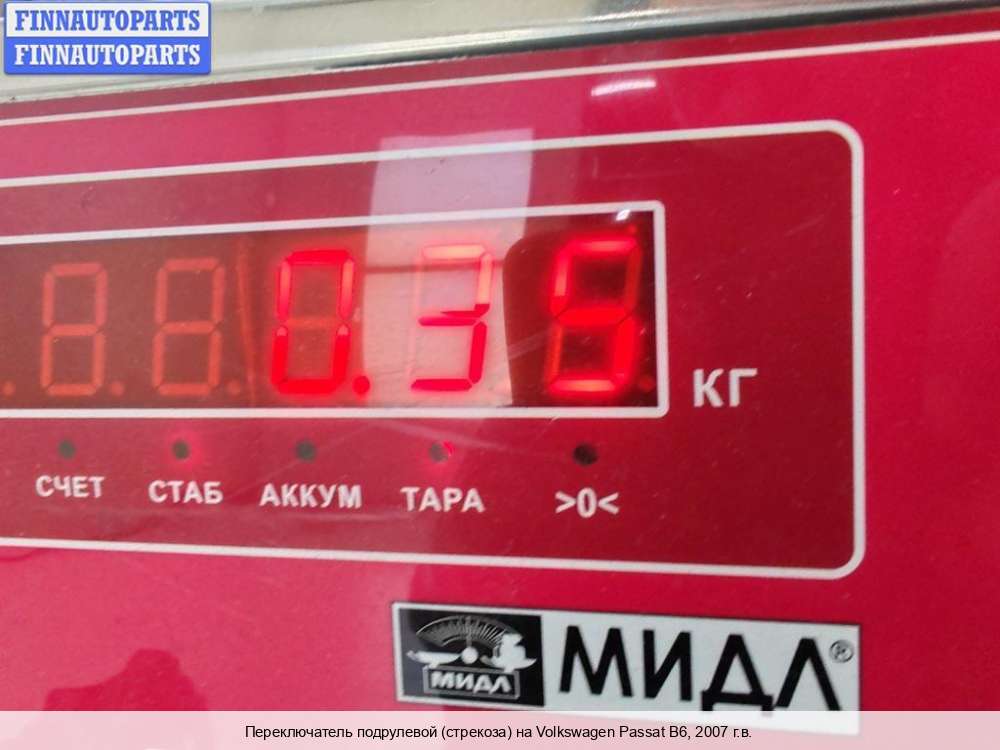 FINNAUTOPARTS
FINNAUTOPARTS
0.35
КГ
СЧЕТ СТАБ АККУМ ТАРА >0<
МИДЛ МИДЛ®
Переключатель подрулевой (стрекоза) на Volkswagen Passat B6, 2007 г.в.